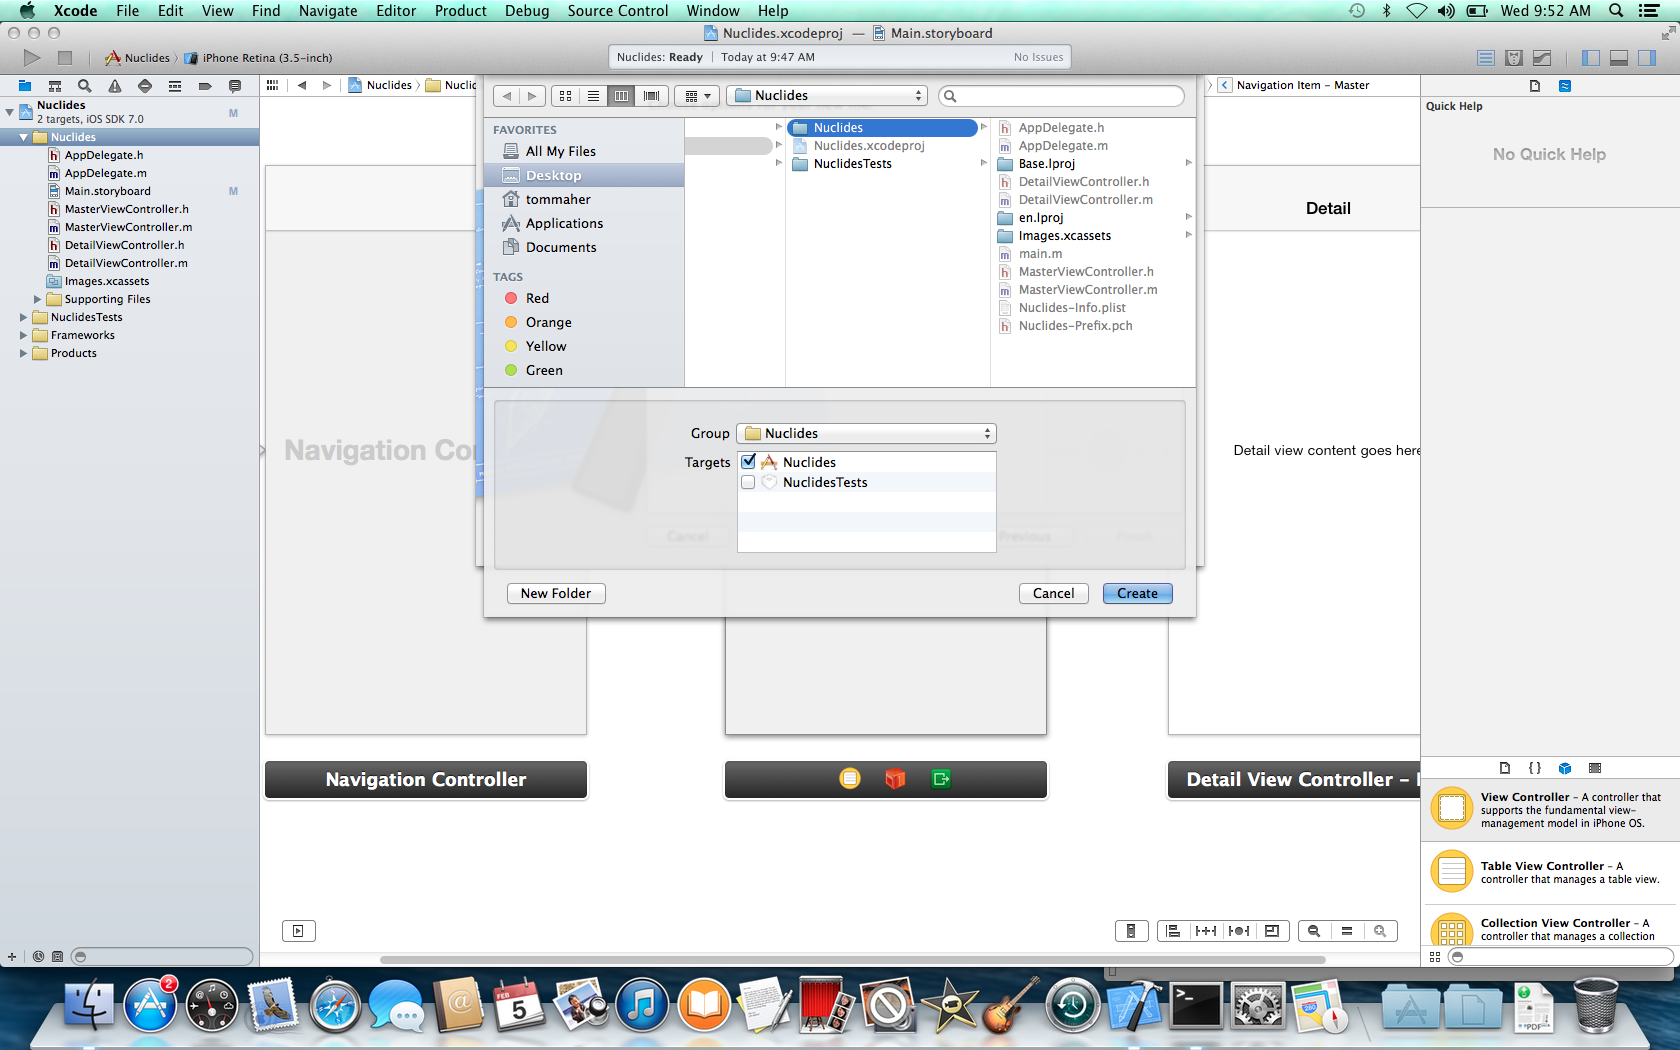 Xcode File Edit View Find Navigate Editor Product Debug Source Control Window Help Wed 9:52 AM
Nuclides.xcodeproj — Main.storyboard
Nuclides iPhone Retina (3.5-inch)
Nuclides: Ready Today at 9:47 AM No Issues
Nuclides
2 targets, iOS SDK 7.0
M
Nuclides
AppDelegate.h
AppDelegate.m
Main.storyboard
M
MasterViewController.h
MasterViewController.m
DetailViewController.h
DetailViewController.m
Images.xcassets
Supporting Files
NuclidesTests
Frameworks
Products
Nuclides Nuclic
Navigation Item – Master
Nuclides
FAVORITES
All My Files
Desktop
tommaher
Applications
Documents
TAGS
Red
Orange
Yellow
Green
Nuclides
Nuclides.xcodeproj
NuclidesTests
AppDelegate.h
AppDelegate.m
Base.lproj
DetailViewController.h
DetailViewController.m
en.lproj
Images.xcassets
main.m
MasterViewController.h
MasterViewController.m
Nuclides-Info.plist
Nuclides-Prefix.pch
Group Nuclides
Targets Nuclides
NuclidesTests
Cancel Previous
New Folder Cancel Create
Navigation Co
Detail
Detail view content goes here
Navigation Controller
Detail View Controller –
Quick Help
No Quick Help
View Controller – A controller that
supports the fundamental view-
management model in iPhone OS.
Table View Controller – A
controller that manages a table view.
Collection View Controller – A
controller that manages a collection
2
FEB
5
PDF